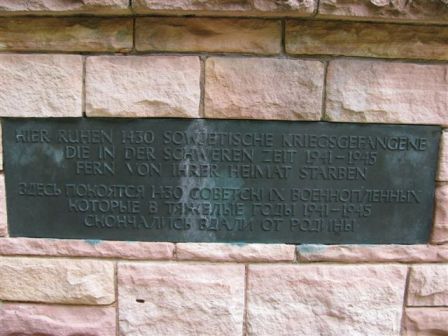 HIER RUHEN 1430 SOWJETISCHE KRIEGSGEFANGENE
DIE IN DER SCHWEREN ZEIT 1941-1945
FERN VON IHRER HEIMAT STARBEN
ЗДЕСЬ ПОКОЯТСЯ 1430 СОВЕТСКИХ ВОЕННОПЛЕННЫХ
КОТОРЫЕ В ТЯЖЕЛЫЕ ГОДЫ 1941-1945
СКОНЧАЛИСЬ ВДАЛИ ОТ РОДИНЫ